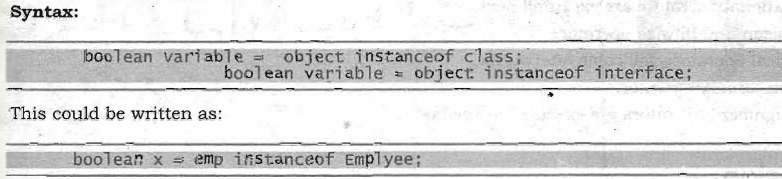 Syntax:
boolean variable = object instanceof class;
boolean variable = object instanceof interface;
This could be written as:
boolean x = emp instanceof Emplyee;